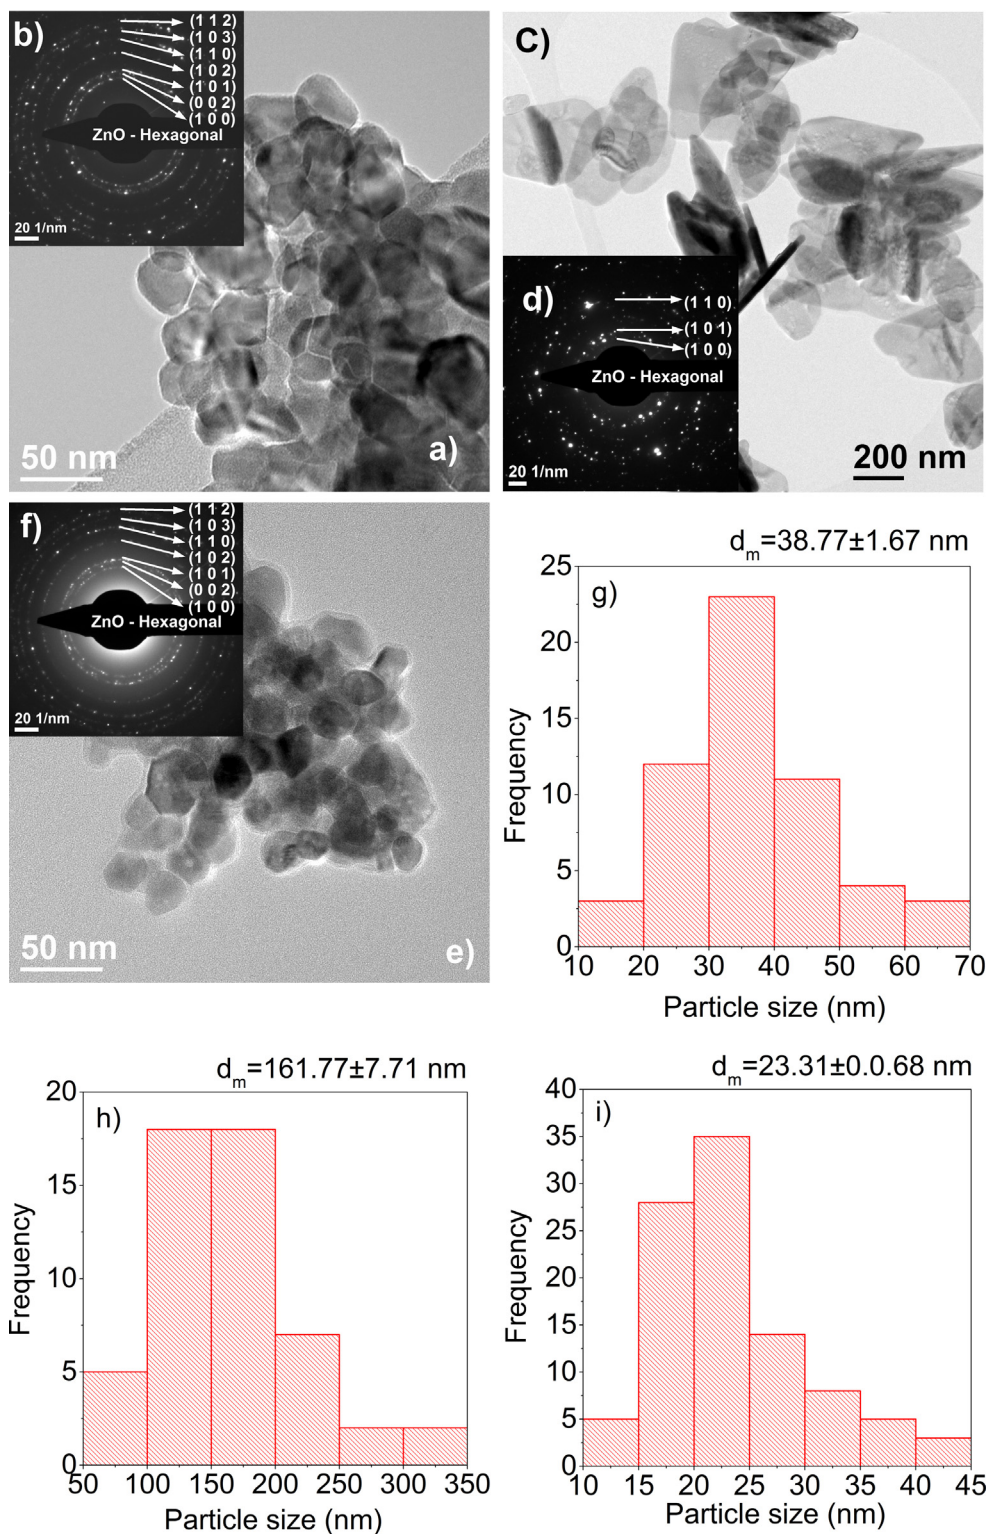 b)
(1 1 2)
(1 0 3)
(1 1 0)
(1 0 2)
(1 0 1)
(0 0 2)
(1 0 0)
ZnO - Hexagonal
20 1/nm
50 nm
a)
C)
d)
(1 1 0)
(1 0 1)
(1 0 0)
ZnO - Hexagonal
20 1/nm
200 nm
f)
(1 1 2)
(1 0 3)
(1 1 0)
(1 0 2)
(1 0 1)
(0 0 2)
(1 0 0)
ZnO - Hexagonal
20 1/nm
50 nm
e)
dm=38.77±1.67 nm
g)
25
20
15
10
5
0
Frequency
10 20 30 40 50 60 70
Particle size (nm)
dm=161.77±7.71 nm
h)
20
15
10
5
0
Frequency
50 100 150 200 250 300 350
Particle size (nm)
dm=23.31±0.0.68 nm
i)
40
35
30
25
20
15
10
5
0
Frequency
10 15 20 25 30 35 40 45
Particle size (nm)